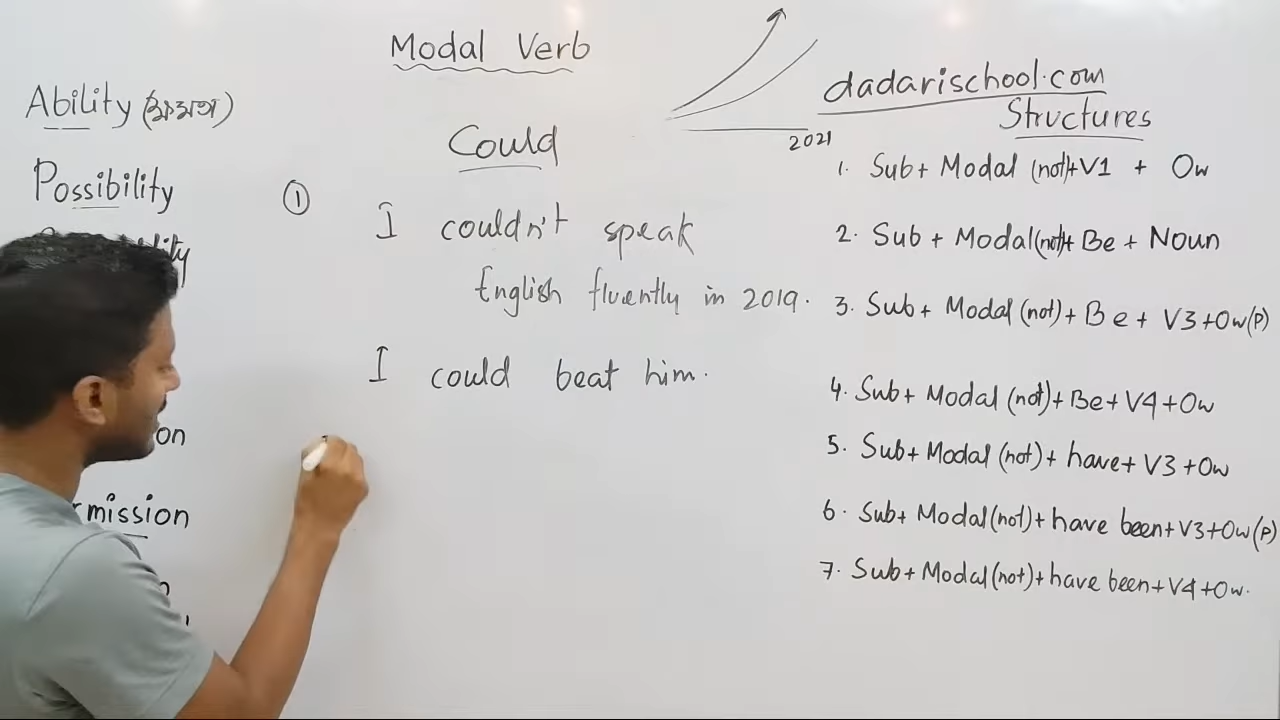 Modal Verb
Ability (ক্ষমতা)
Possibility
lity
on
mission
Could
① I couldn't speak
English fluently in 2019.
I could beat him.
2021
dadarischool.com
Structures
1. Sub+ Modal (not)+V1 + Ow
2. Sub + Modal(not)+ Be + Noun
3. Sub+ Modal (not)+ Be+ V3+Ow(P)
4. Sub+ Modal (not)+Be+V4+Ow
5. Sub+ Modal (not)+ have+ V3+Ow
6. Sub+ Modal(not)+have been+V3+Ow(P)
7. Sub+Modal(not)+have been+V4+Ow.